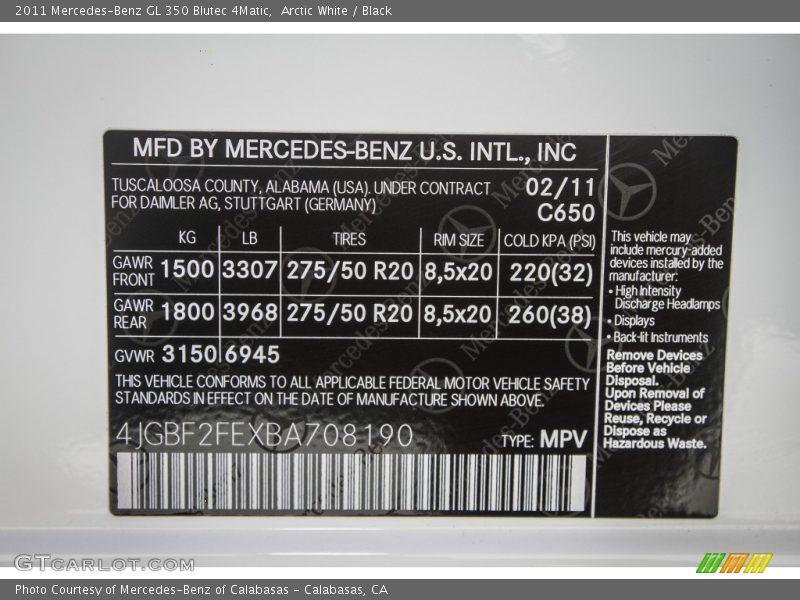 2011 Mercedes-Benz GL 350 Blutec 4Matic,  Arctic White / Black
MFD BY MERCEDES-BENZ U.S. INTL., INC
TUSCALOOSA COUNTY, ALABAMA (USA). UNDER CONTRACT 02/11
FOR DAIMLER AG, STUTTGART (GERMANY) C650
KG LB TIRES RIM SIZE COLD KPA (PSI)
GAWR FRONT 1500 3307 275/50 R20 8,5x20 220(32)
GAWR REAR 1800 3968 275/50 R20 8,5x20 260(38)
GVWR 3150 6945
THIS VEHICLE CONFORMS TO ALL APPLICABLE FEDERAL MOTOR VEHICLE SAFETY
STANDARDS IN EFFECT ON THE DATE OF MANUFACTURE SHOWN ABOVE.
4JGBF2FEXBA708190 TYPE: MPV
This vehicle may
include mercury-added
devices installed by the
manufacturer:
• High Intensity
Discharge Headlamps
• Displays
• Back-lit Instruments
Remove Devices
Before Vehicle
Disposal.
Upon Removal of
Devices Please
Reuse, Recycle or
Dispose as
Hazardous Waste.
GTCARLOT.COM
Photo Courtesy of Mercedes-Benz of Calabasas - Calabasas, CA